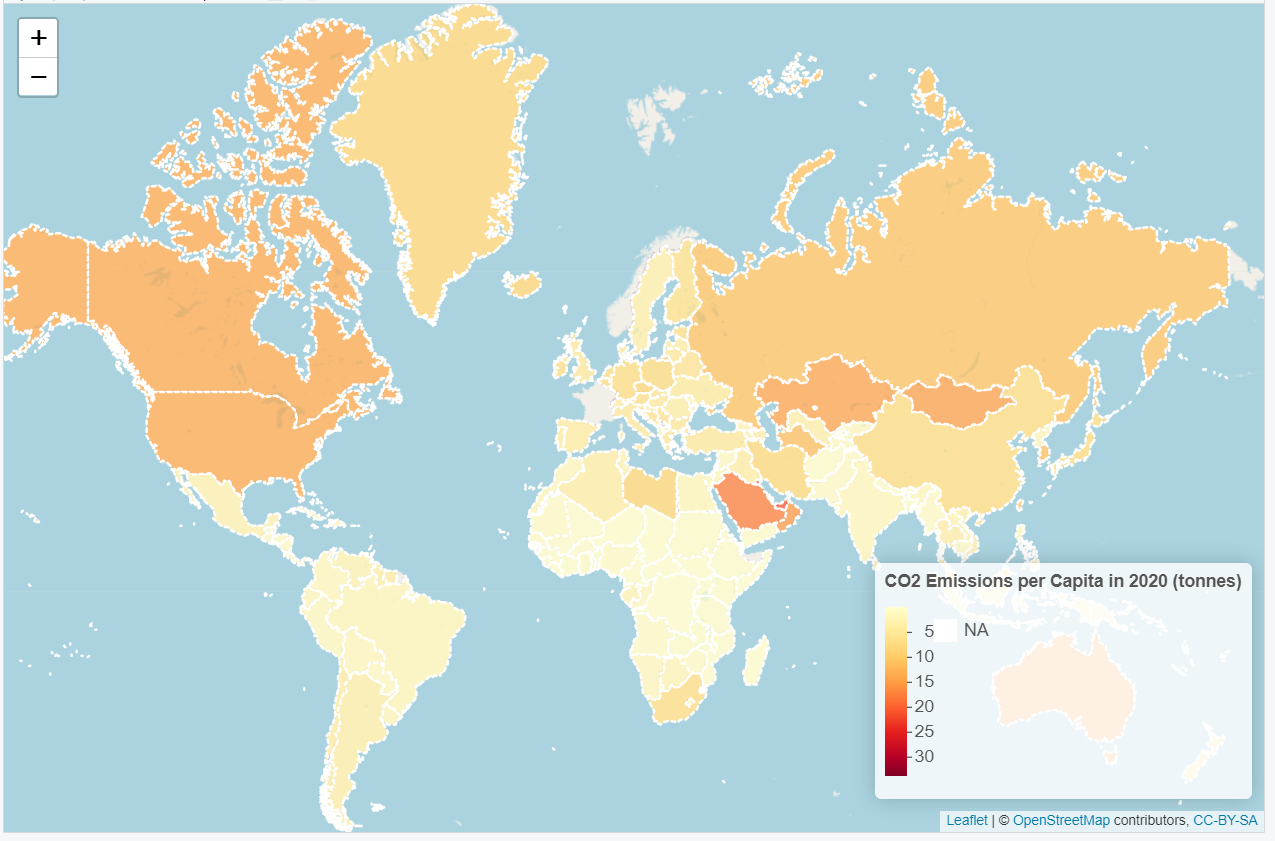 +
−
CO2 Emissions per Capita in 2020 (tonnes)
5
NA
10
15
20
25
30
Leaflet | © OpenStreetMap contributors, CC-BY-SA